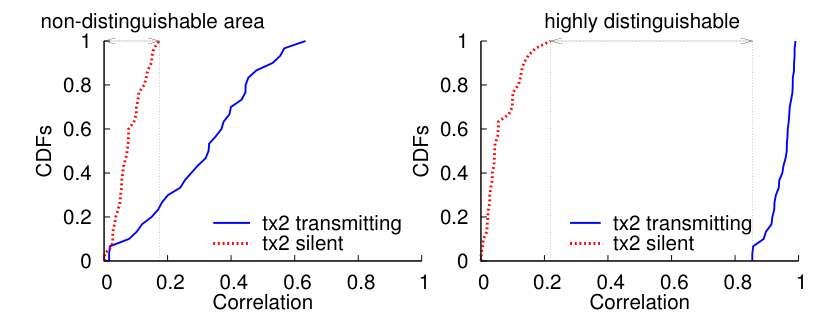 non-distinguishable area
1
0.8
0.6
0.4
0.2
0
CDFs
tx2 transmitting
tx2 silent
0 0.2 0.4 0.6 0.8 1
Correlation
highly distinguishable
1
0.8
0.6
0.4
0.2
0
CDFs
tx2 transmitting
tx2 silent
0 0.2 0.4 0.6 0.8 1
Correlation